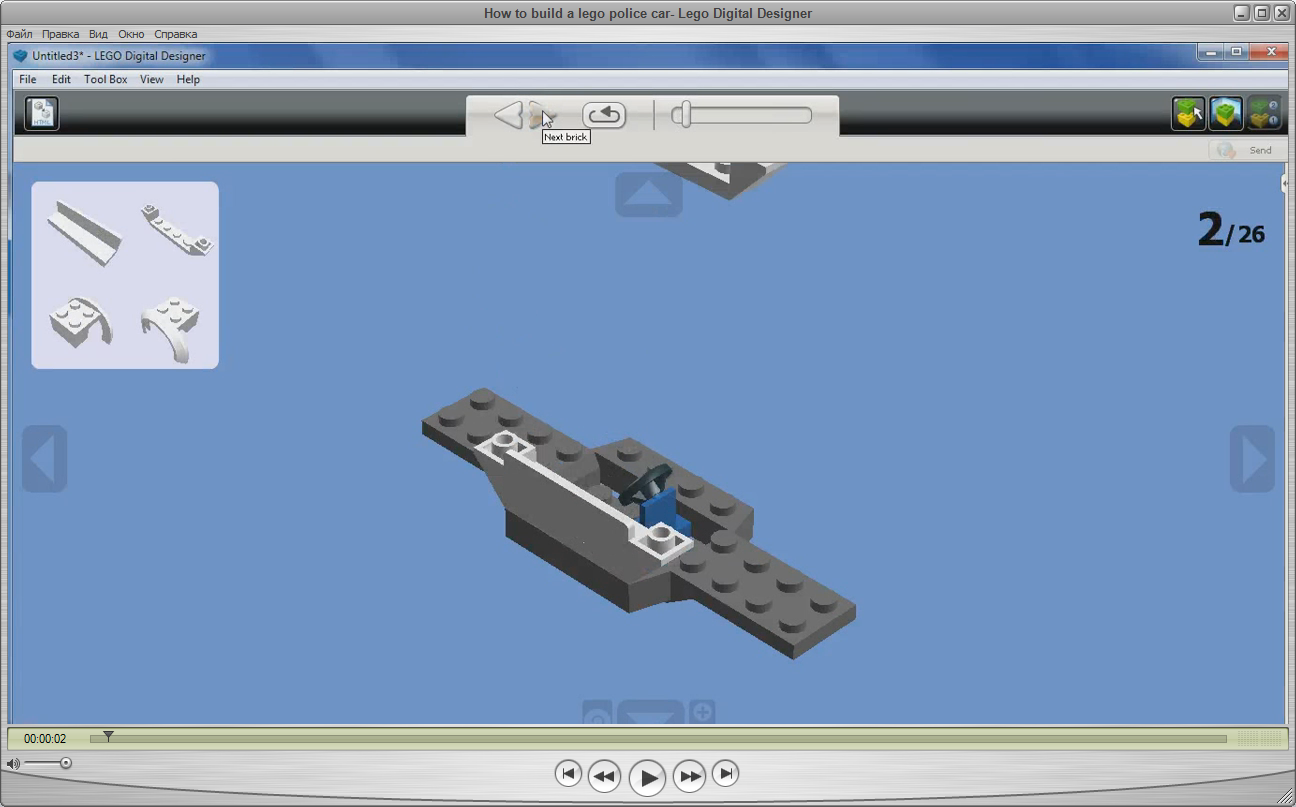 How to build a lego police car- Lego Digital Designer
Файл Правка Вид Окно Справка
Untitled3* - LEGO Digital Designer
File Edit Tool Box View Help
HTML
Next brick
Send
2/26
00:00:02